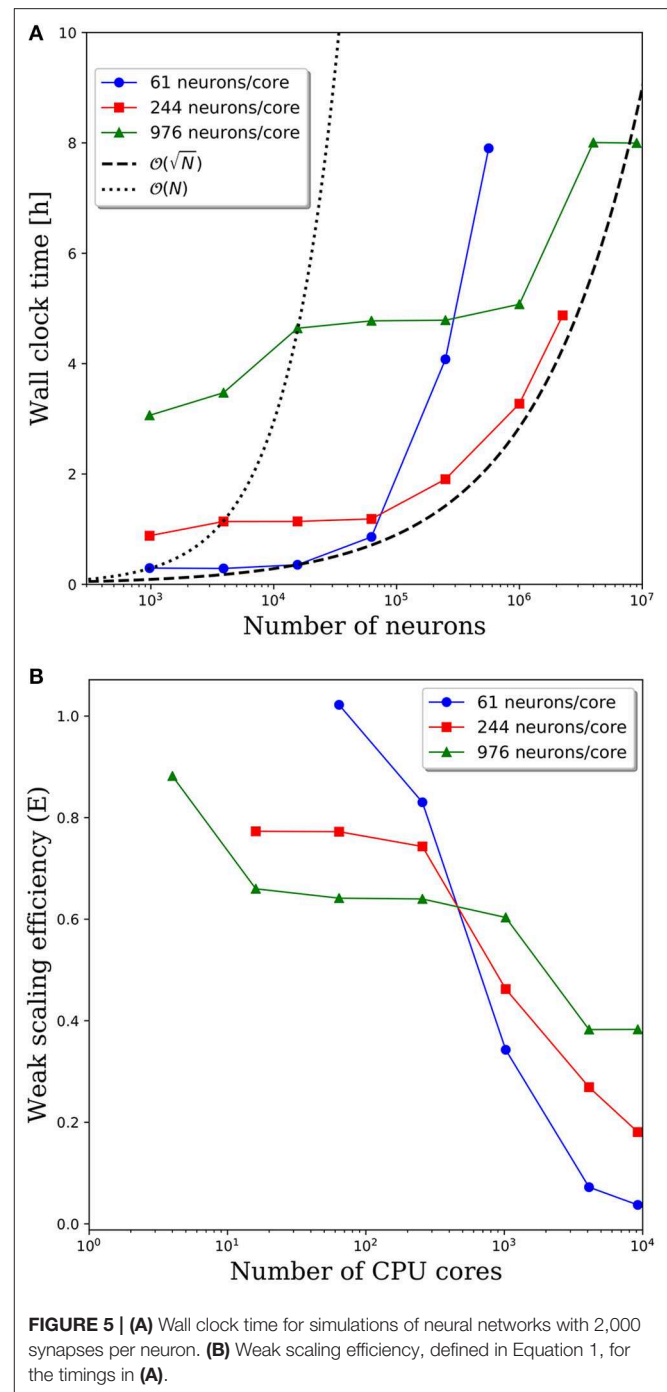 A
10
8
6
4
2
0
Wall clock time [h]
61 neurons/core
244 neurons/core
976 neurons/core
𝒪(√N)
𝒪(N)
10³ 10⁴ 10⁵ 10⁶ 10⁷
Number of neurons
B
1.0
0.8
0.6
0.4
0.2
0.0
Weak scaling efficiency (E)
61 neurons/core
244 neurons/core
976 neurons/core
10⁰ 10¹ 10² 10³ 10⁴
Number of CPU cores
FIGURE 5 | (A) Wall clock time for simulations of neural networks with 2,000
synapses per neuron. (B) Weak scaling efficiency, defined in Equation 1, for
the timings in (A).